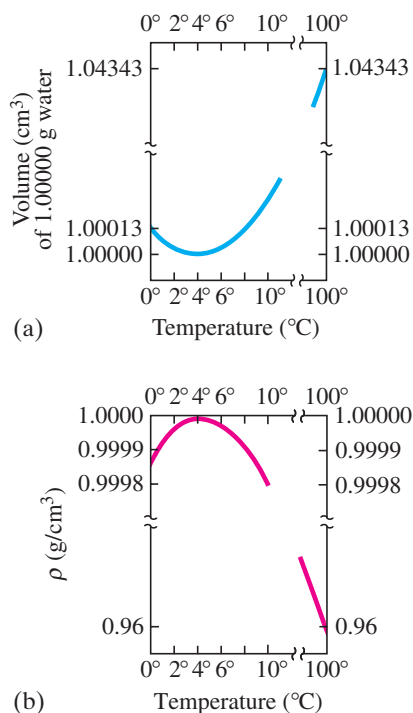 0° 2° 4° 6° 10° 100°
1.04343 1.04343
Volume (cm³)
of 1.00000 g water
1.00013 1.00013
1.00000 1.00000
0° 2° 4° 6° 10° 100°
(a) Temperature (°C)
0° 2° 4° 6° 10° 100°
1.0000 1.00000
0.9999 0.9999
0.9998 0.9998
ρ (g/cm³)
0.96 0.96
0° 2° 4° 6° 10° 100°
(b) Temperature (°C)